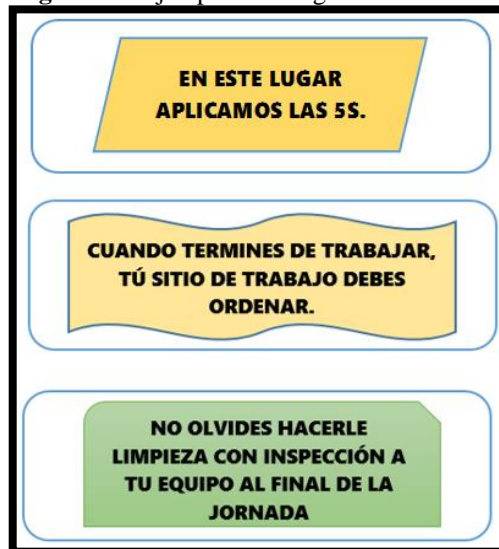 EN ESTE LUGAR
APLICAMOS LAS 5S.
CUANDO TERMINES DE TRABAJAR,
TÚ SITIO DE TRABAJO DEBES
ORDENAR.
NO OLVIDES HACERLE
LIMPIEZA CON INSPECCIÓN A
TU EQUIPO AL FINAL DE LA
JORNADA